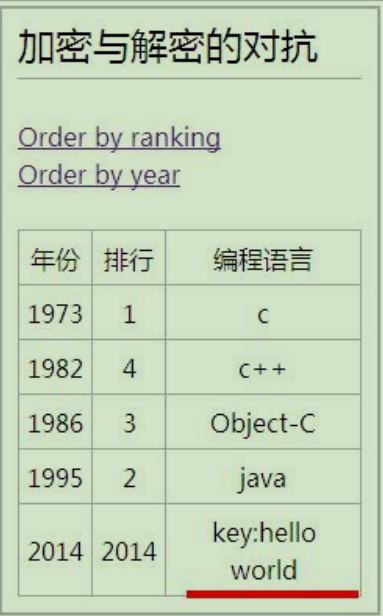 加密与解密的对抗
Order by ranking
Order by year
年份 排行 编程语言
1973 1 c
1982 4 c++
1986 3 Object-C
1995 2 java
2014 2014 key:hello
world